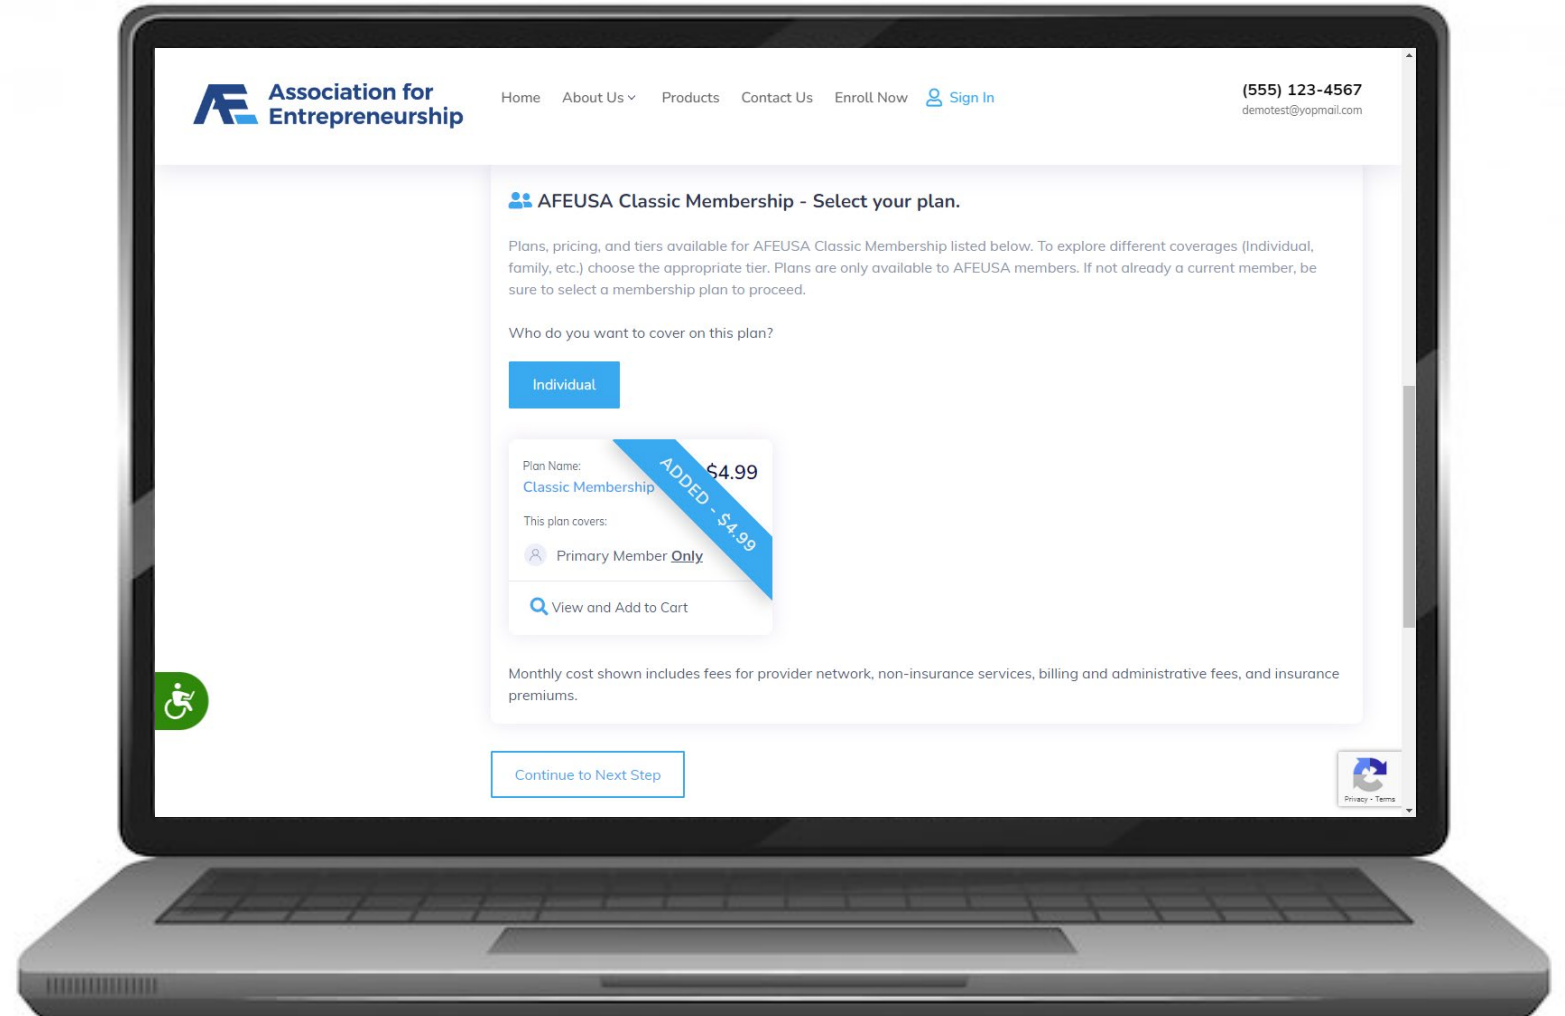 Association for
Entrepreneurship
Home About Us Products Contact Us Enroll Now Sign In
(555) 123-4567
demotest@yopmail.com
AFEUSA Classic Membership - Select your plan.
Plans, pricing, and tiers available for AFEUSA Classic Membership listed below. To explore different coverages (Individual,
family, etc.) choose the appropriate tier. Plans are only available to AFEUSA members. If not already a current member, be
sure to select a membership plan to proceed.
Who do you want to cover on this plan?
Individual
Plan Name:
$4.99
Classic Membership
ADDED - $4.99
This plan covers:
Primary Member Only
View and Add to Cart
Monthly cost shown includes fees for provider network, non-insurance services, billing and administrative fees, and insurance
premiums.
Continue to Next Step
Privacy - Terms